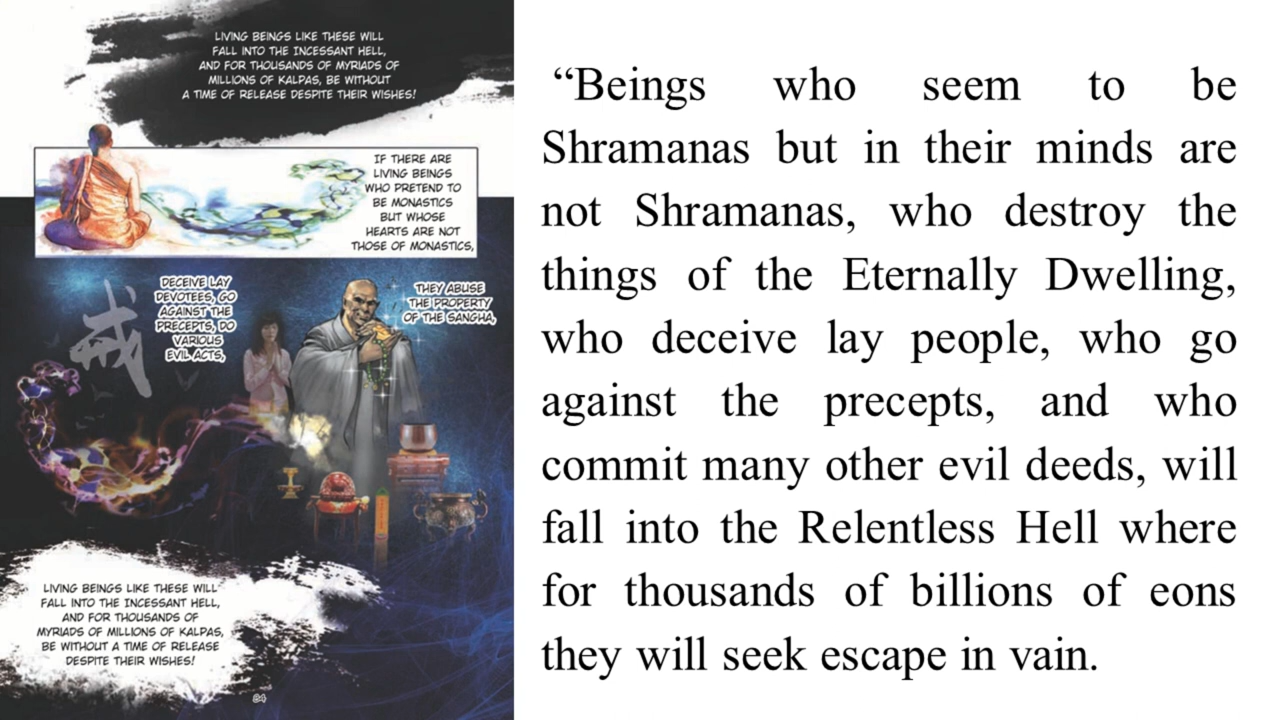 LIVING BEINGS LIKE THESE WILL
FALL INTO THE INCESSANT HELL,
AND FOR THOUSANDS OF MYRIADS OF
MILLIONS OF KALPAS, BE WITHOUT
A TIME OF RELEASE DESPITE THEIR WISHES!
IF THERE ARE
LIVING BEINGS
WHO PRETEND TO
BE MONASTICS
BUT WHOSE
HEARTS ARE NOT
THOSE OF MONASTICS,
DECEIVE LAY
DEVOTEES, GO
AGAINST THE
PRECEPTS, DO
VARIOUS
EVIL ACTS,
THEY ABUSE
THE PROPERTY
OF THE SANGHA,
戒
LIVING BEINGS LIKE THESE WILL
FALL INTO THE INCESSANT HELL,
AND FOR THOUSANDS OF
MYRIADS OF MILLIONS OF KALPAS,
BE WITHOUT A TIME OF RELEASE
DESPITE THEIR WISHES!
84
“Beings who seem to be
Shramanas but in their minds are
not Shramanas, who destroy the
things of the Eternally Dwelling,
who deceive lay people, who go
against the precepts, and who
commit many other evil deeds, will
fall into the Relentless Hell where
for thousands of billions of eons
they will seek escape in vain.